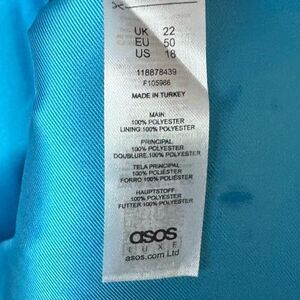 UK 22
EU 50
US 18
118878439
F105986
MADE IN TURKEY
MAIN:
100% POLYESTER
LINING:100% POLYESTER
PRINCIPAL:
100% POLYESTER
DOUBLURE:100% POLYESTER
TELA PRINCIPAL:
100% POLIÉSTER
FORRO:100% POLIÉSTER
HAUPTSTOFF:
100% POLYESTER
FUTTER:100% POLYESTER
asos
LUXE
asos.com Ltd